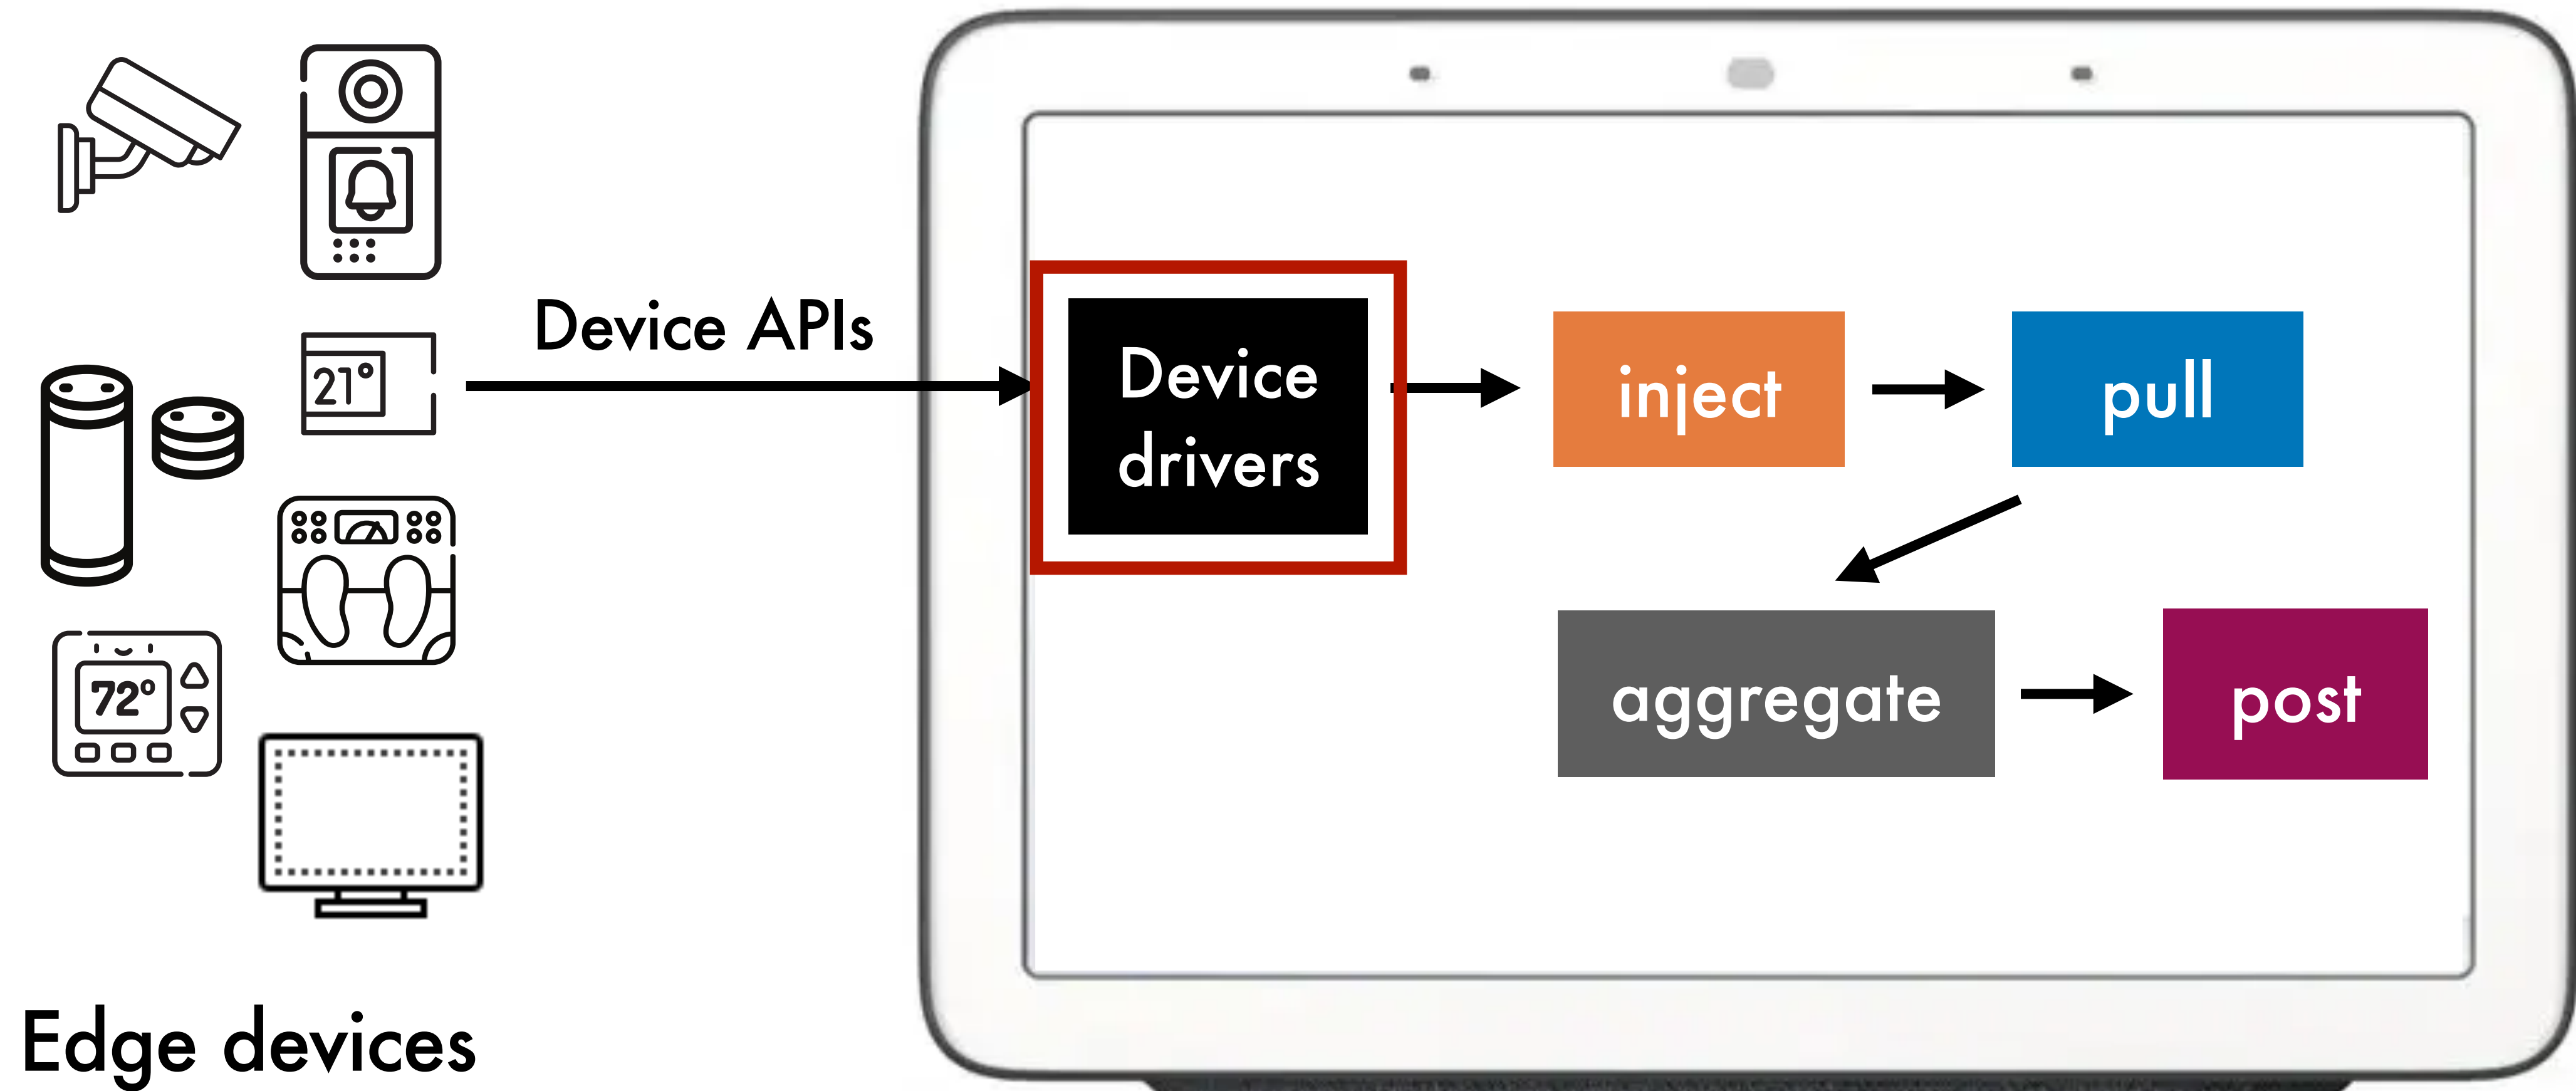 Device APIs
21°
72°
Device
drivers
inject
pull
aggregate
post
Edge devices